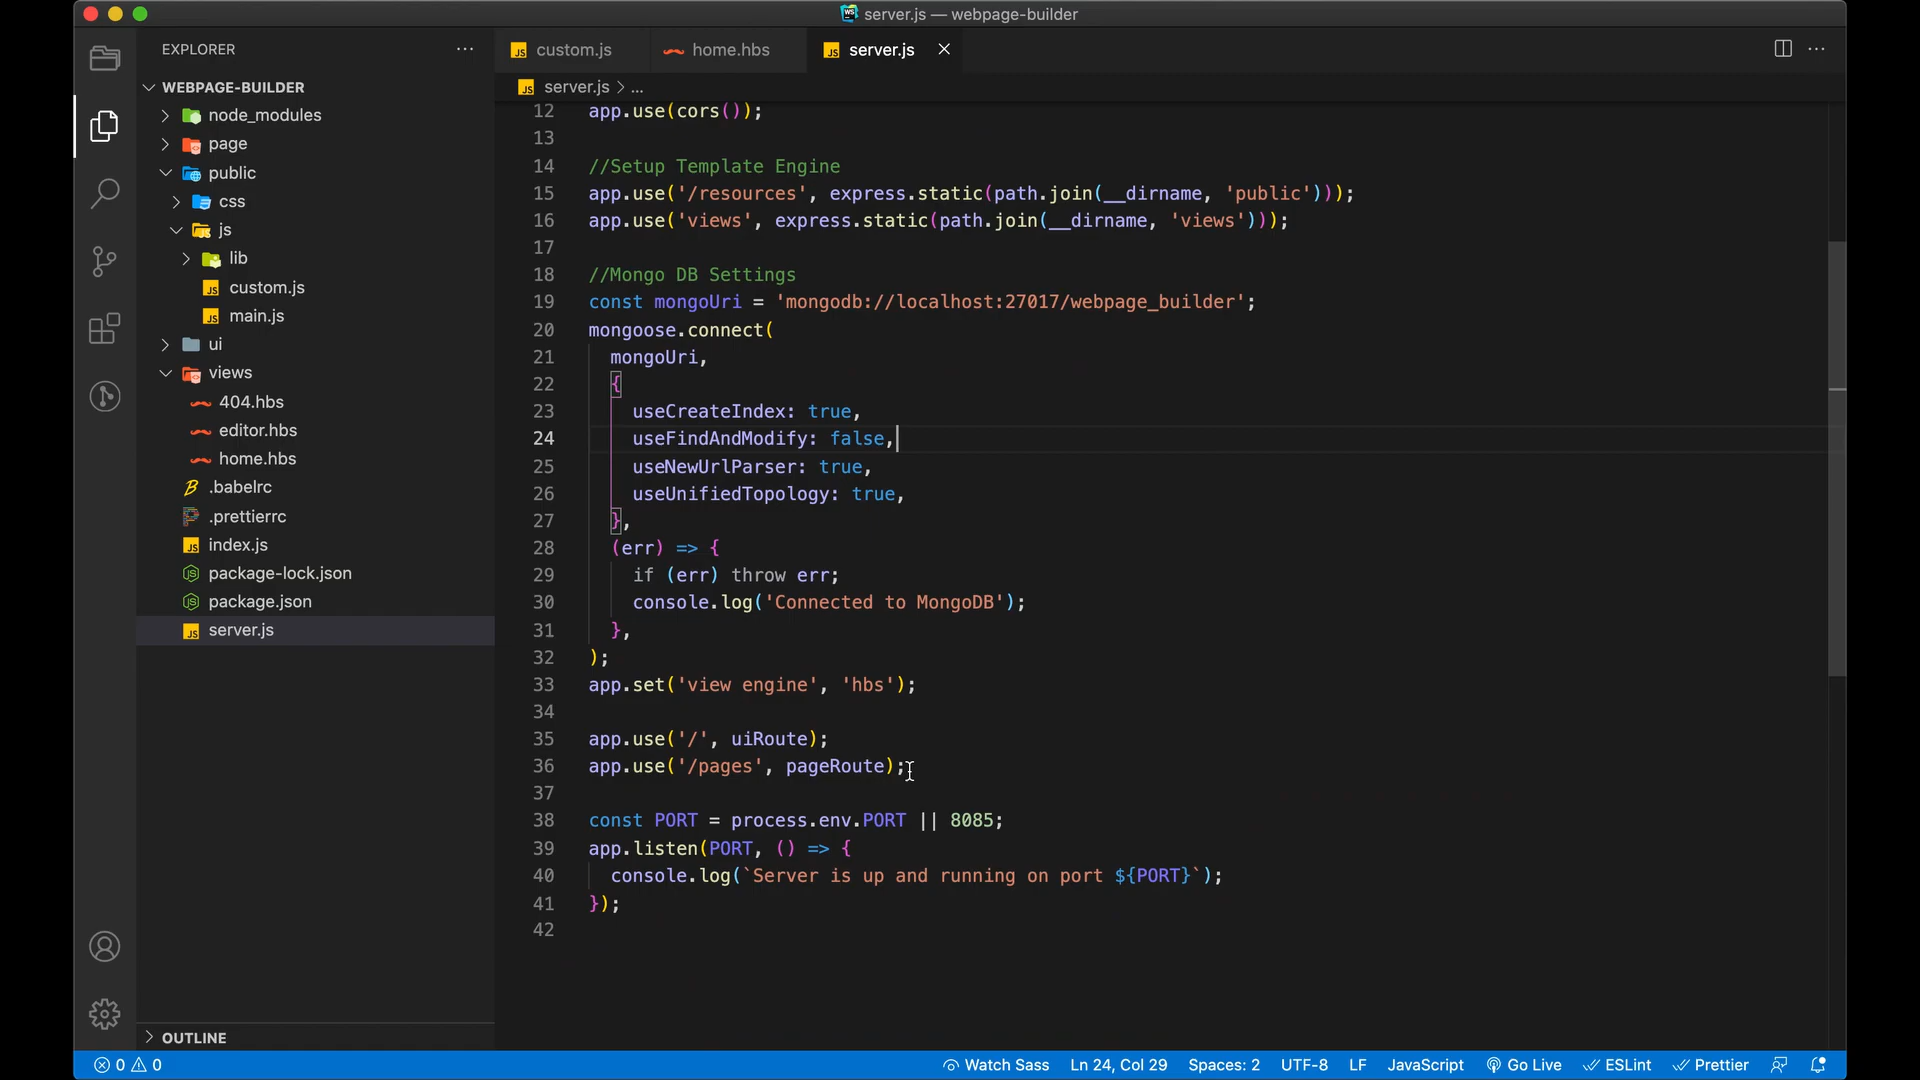 server.js — webpage-builder
EXPLORER
custom.js
home.hbs
server.js
WEBPAGE-BUILDER
node_modules
page
public
css
js
lib
custom.js
main.js
ui
views
404.hbs
editor.hbs
home.hbs
.babelrc
.prettierrc
index.js
package-lock.json
package.json
server.js
OUTLINE
server.js > ...
12 app.use(cors());
13
14 //Setup Template Engine
15 app.use('/resources', express.static(path.join(__dirname, 'public')));
16 app.use('views', express.static(path.join(__dirname, 'views')));
17
18 //Mongo DB Settings
19 const mongoUri = 'mongodb://localhost:27017/webpage_builder';
20 mongoose.connect(
21 mongoUri,
22 {
23 useCreateIndex: true,
24 useFindAndModify: false,
25 useNewUrlParser: true,
26 useUnifiedTopology: true,
27 },
28 (err) => {
29 if (err) throw err;
30 console.log('Connected to MongoDB');
31 },
32 );
33 app.set('view engine', 'hbs');
34
35 app.use('/', uiRoute);
36 app.use('/pages', pageRoute);
37
38 const PORT = process.env.PORT || 8085;
39 app.listen(PORT, () => {
40 console.log(`Server is up and running on port ${PORT}`);
41 });
42
0 0 Watch Sass Ln 24, Col 29 Spaces: 2 UTF-8 LF JavaScript Go Live ESLint Prettier